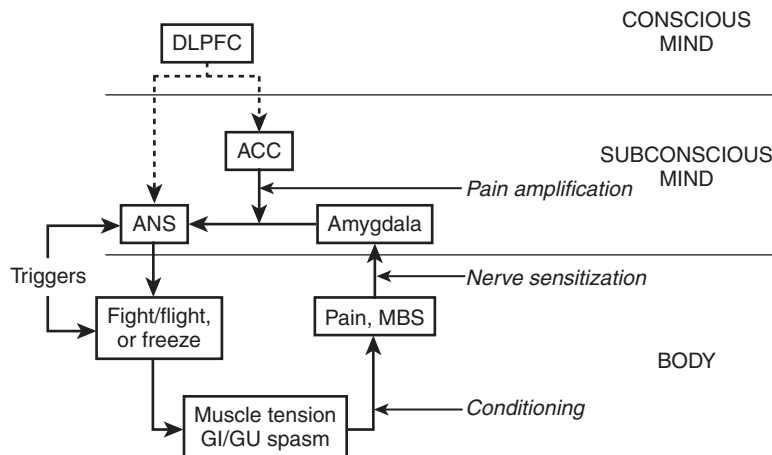 CONSCIOUS
MIND
DLPFC
ACC
SUBCONSCIOUS
MIND
Pain amplification
ANS
Amygdala
Triggers
Nerve sensitization
Fight/flight,
or freeze
Pain, MBS
BODY
Muscle tension
GI/GU spasm
Conditioning